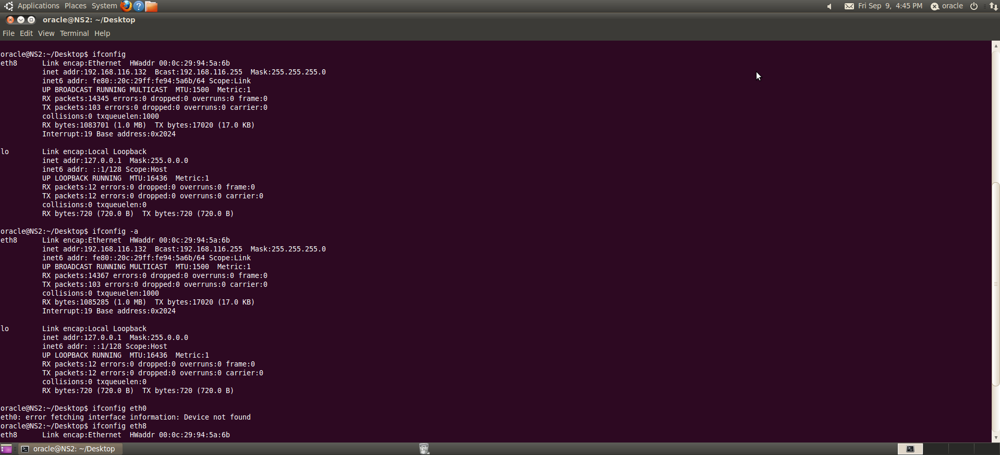 Applications Places System Fri Sep 9, 4:45 PM oracle
oracle@NS2: ~/Desktop
File Edit View Terminal Help
oracle@NS2:~/Desktop$ ifconfig
eth8      Link encap:Ethernet  HWaddr 00:0c:29:94:5a:6b
          inet addr:192.168.116.132  Bcast:192.168.116.255  Mask:255.255.255.0
          inet6 addr: fe80::20c:29ff:fe94:5a6b/64 Scope:Link
          UP BROADCAST RUNNING MULTICAST  MTU:1500  Metric:1
          RX packets:14345 errors:0 dropped:0 overruns:0 frame:0
          TX packets:103 errors:0 dropped:0 overruns:0 carrier:0
          collisions:0 txqueuelen:1000
          RX bytes:1083701 (1.0 MB)  TX bytes:17020 (17.0 KB)
          Interrupt:19 Base address:0x2024
lo        Link encap:Local Loopback
          inet addr:127.0.0.1  Mask:255.0.0.0
          inet6 addr: ::1/128 Scope:Host
          UP LOOPBACK RUNNING  MTU:16436  Metric:1
          RX packets:12 errors:0 dropped:0 overruns:0 frame:0
          TX packets:12 errors:0 dropped:0 overruns:0 carrier:0
          collisions:0 txqueuelen:0
          RX bytes:720 (720.0 B)  TX bytes:720 (720.0 B)
oracle@NS2:~/Desktop$ ifconfig -a
eth8      Link encap:Ethernet  HWaddr 00:0c:29:94:5a:6b
          inet addr:192.168.116.132  Bcast:192.168.116.255  Mask:255.255.255.0
          inet6 addr: fe80::20c:29ff:fe94:5a6b/64 Scope:Link
          UP BROADCAST RUNNING MULTICAST  MTU:1500  Metric:1
          RX packets:14367 errors:0 dropped:0 overruns:0 frame:0
          TX packets:103 errors:0 dropped:0 overruns:0 carrier:0
          collisions:0 txqueuelen:1000
          RX bytes:1085285 (1.0 MB)  TX bytes:17020 (17.0 KB)
          Interrupt:19 Base address:0x2024
lo        Link encap:Local Loopback
          inet addr:127.0.0.1  Mask:255.0.0.0
          inet6 addr: ::1/128 Scope:Host
          UP LOOPBACK RUNNING  MTU:16436  Metric:1
          RX packets:12 errors:0 dropped:0 overruns:0 frame:0
          TX packets:12 errors:0 dropped:0 overruns:0 carrier:0
          collisions:0 txqueuelen:0
          RX bytes:720 (720.0 B)  TX bytes:720 (720.0 B)
oracle@NS2:~/Desktop$ ifconfig eth0
eth0: error fetching interface information: Device not found
oracle@NS2:~/Desktop$ ifconfig eth8
eth8      Link encap:Ethernet  HWaddr 00:0c:29:94:5a:6b
oracle@NS2: ~/Desktop